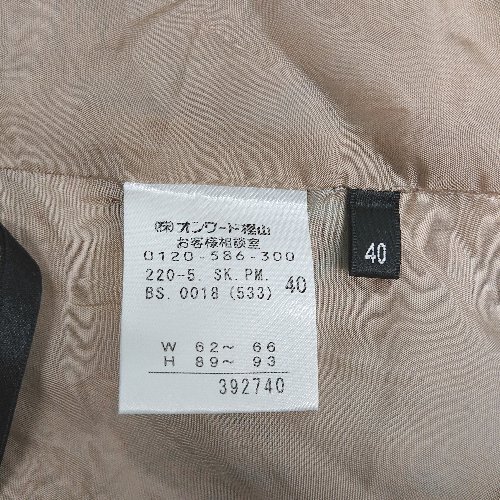 ㈱オンワード樫山
お客様相談室
0120-586-300
220-5. SK.PM.
BS. 0018 (533) 40
W 62～ 66
H 89～ 93
392740
40